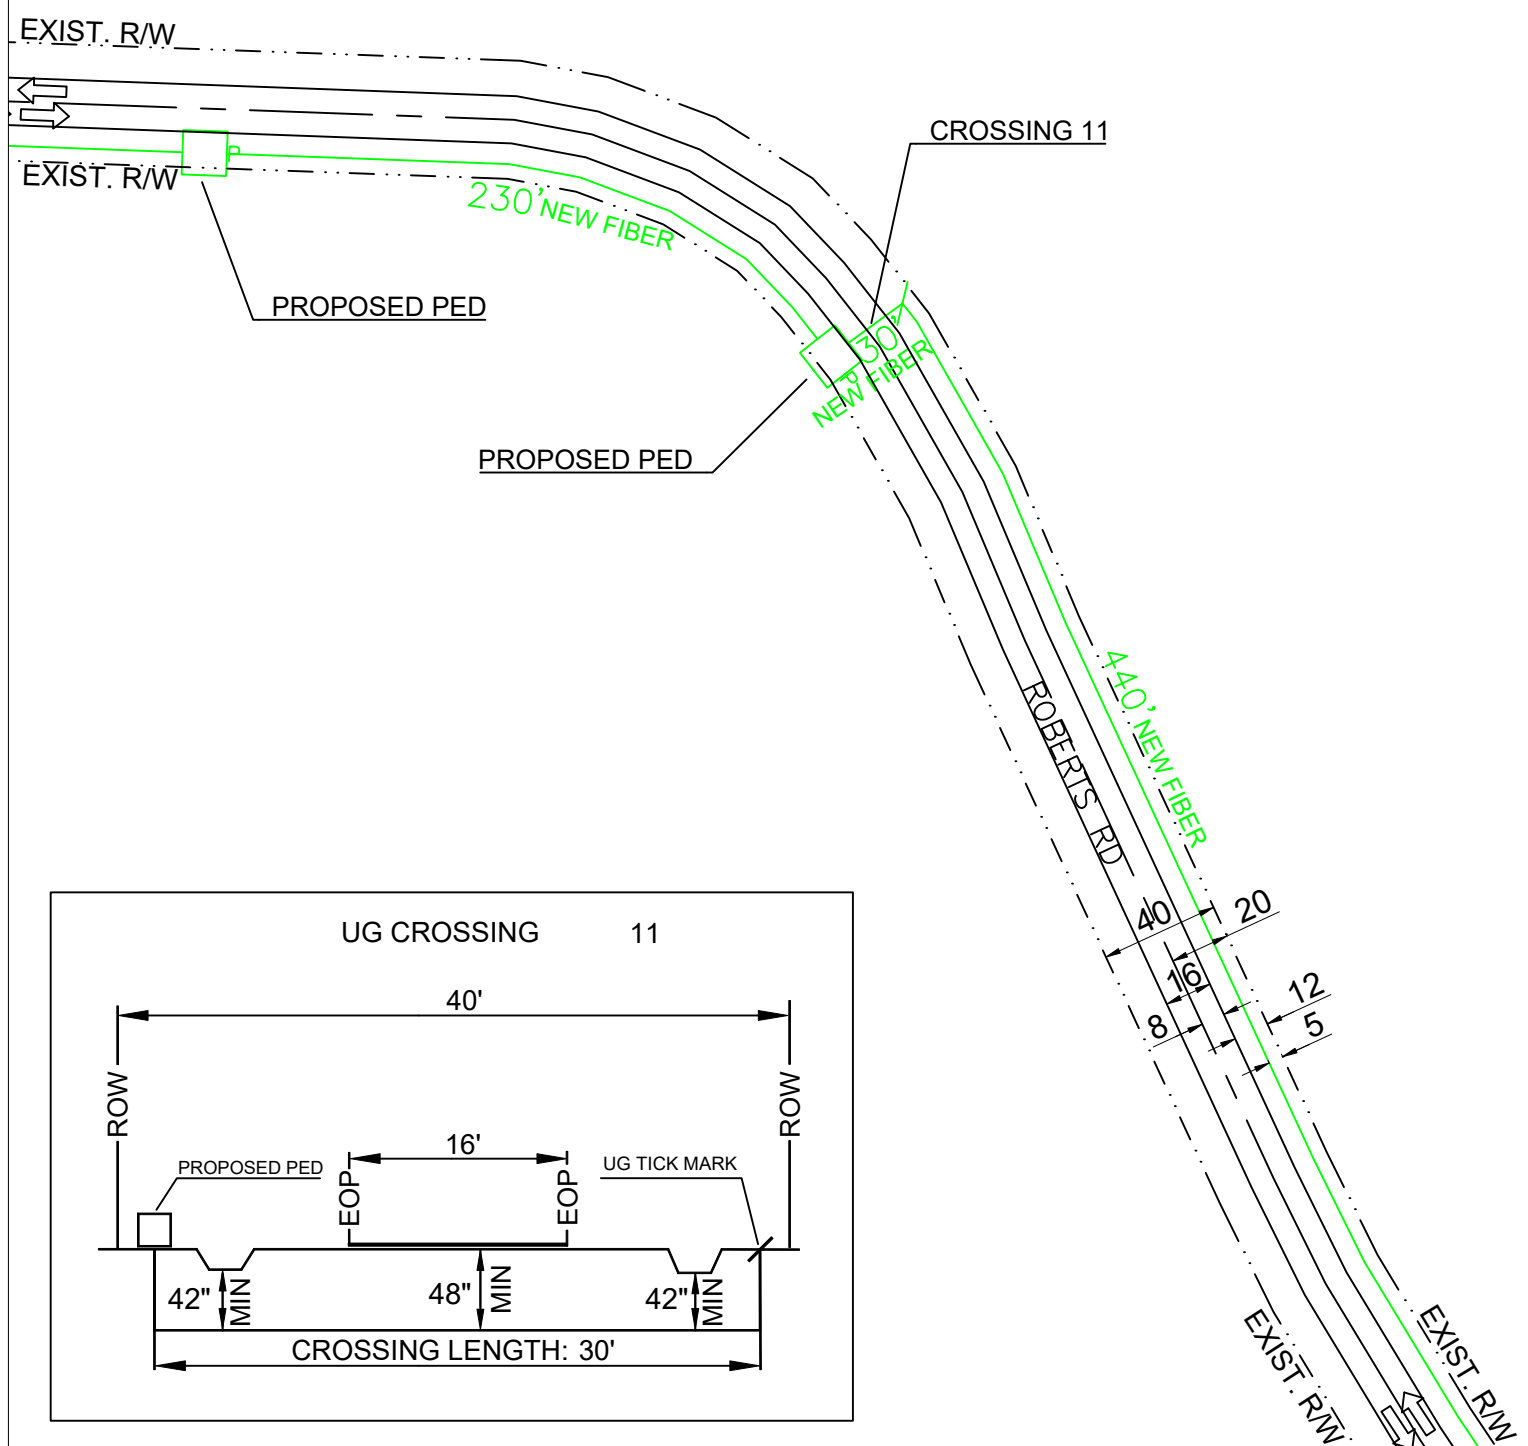 EXIST. R/W
CROSSING 11
EXIST. R/W
230' NEW FIBER
PROPOSED PED
30'
NEW FIBER
P
P
PROPOSED PED
440' NEW FIBER
ROBERTS RD
40
20
16
12
8
5
UG CROSSING 11
40'
ROW
ROW
16'
PROPOSED PED
UG TICK MARK
EOP
EOP
42" MIN
48" MIN
42" MIN
CROSSING LENGTH: 30'
EXIST. R/W
EXIST. R/W